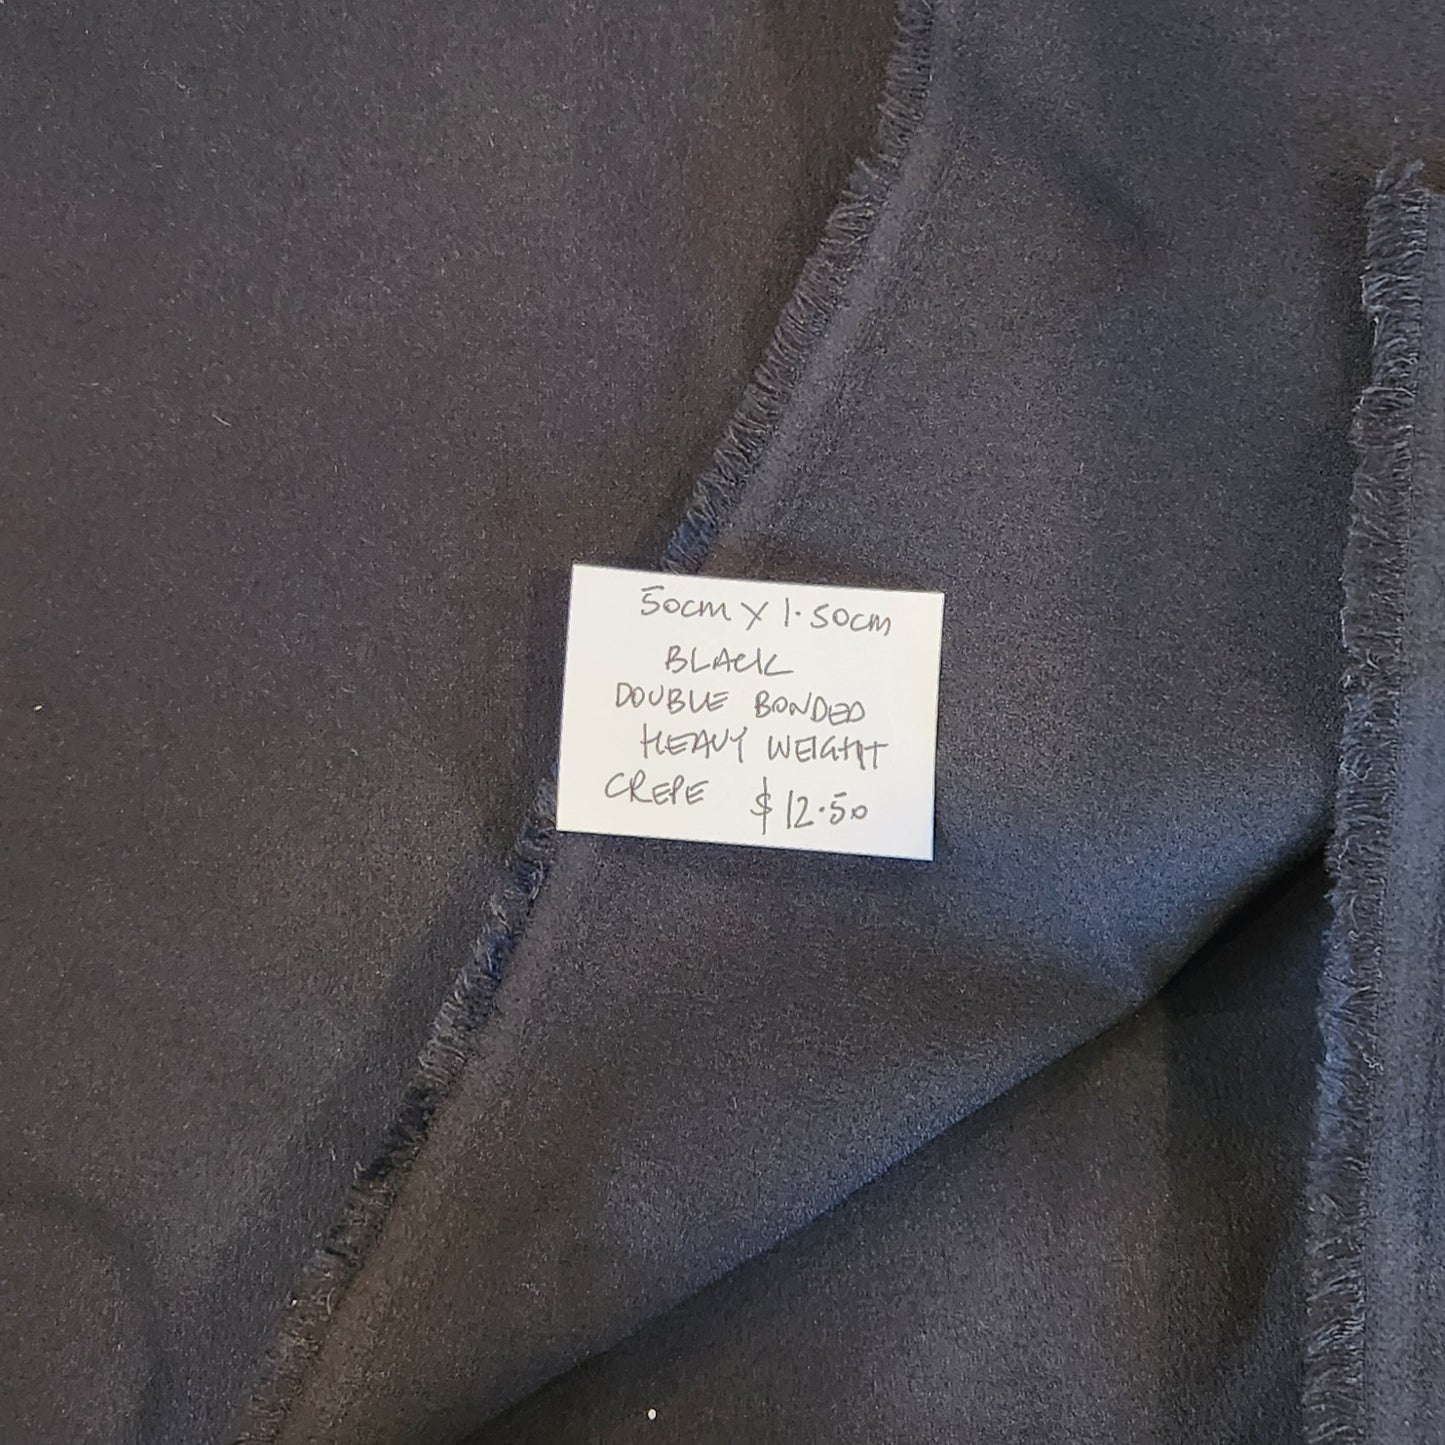 50cm x 1.50cm
BLACK
DOUBLE BONDED
HEAVY WEIGHT
CREPE $12.50